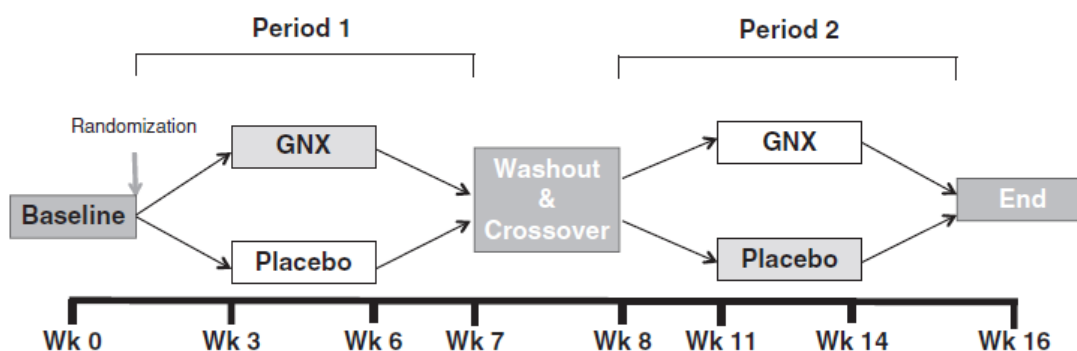 Period 1
Period 2
Randomization
GNX
GNX
Baseline
Washout
&
Crossover
End
Placebo
Placebo
Wk 0
Wk 3
Wk 6
Wk 7
Wk 8
Wk 11
Wk 14
Wk 16